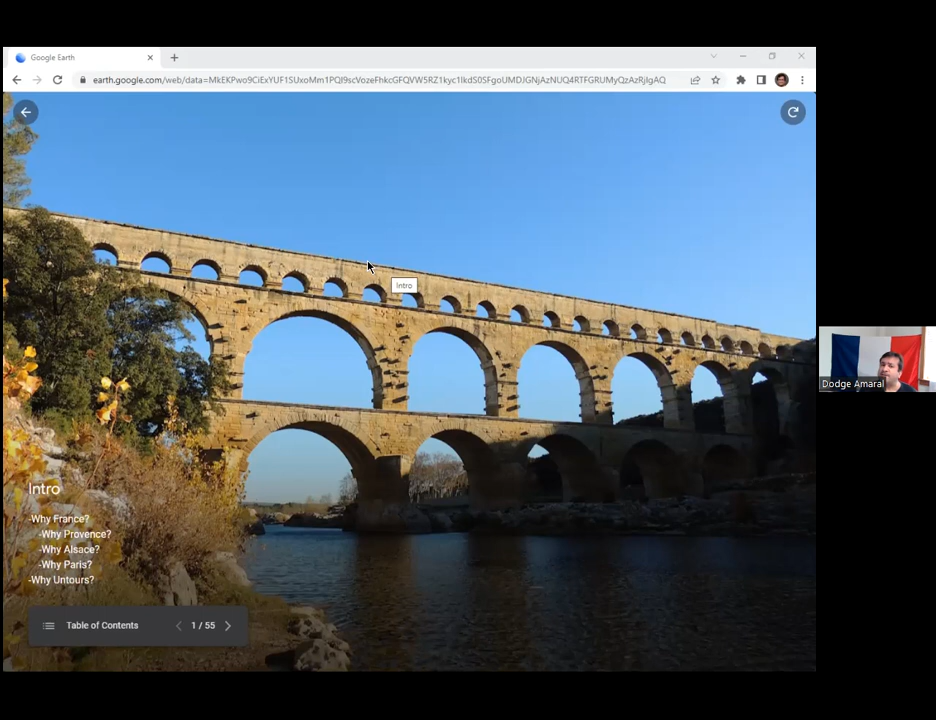 Google Earth
earth.google.com/web/data=MkEKPwo9CiExYUF1SUxoMm1PQI9scVozeFhkcGFQVW5RZ1kyc1lkdS0SFgoUMDJGNjAzNUQ4RTFGRUMyQzAzRjlgAQ
Intro
Intro
-Why France?
-Why Provence?
-Why Alsace?
-Why Paris?
-Why Untours?
Table of Contents
1 / 55
Dodge Amaral